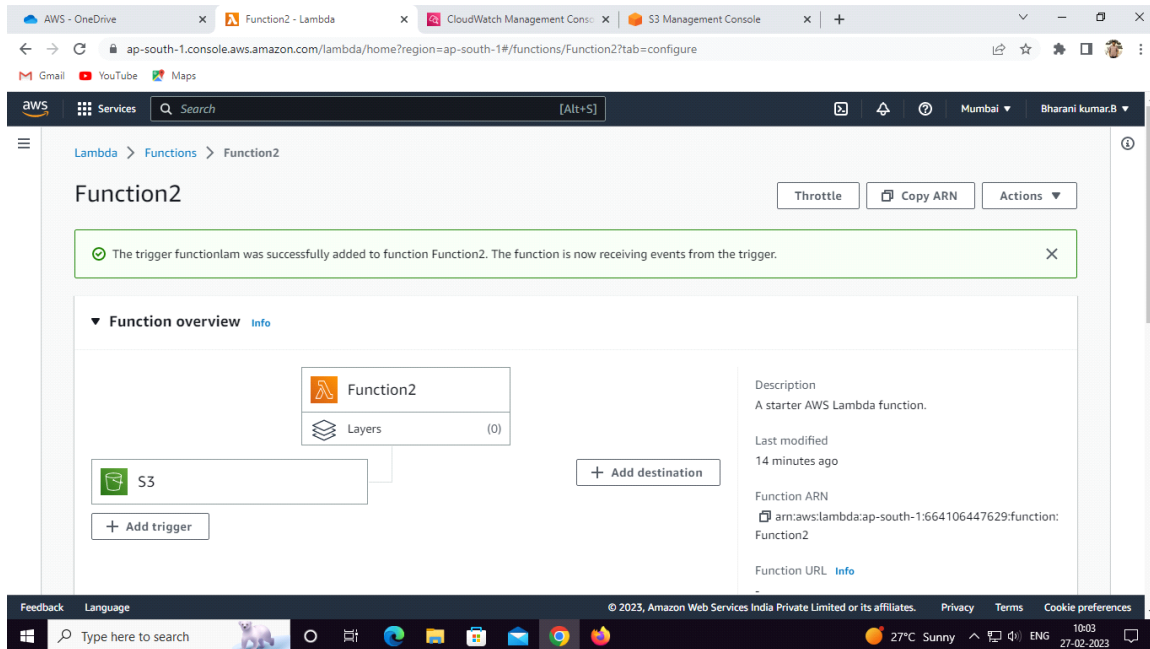 AWS - OneDrive
Function2 - Lambda
CloudWatch Management Conso
S3 Management Console
ap-south-1.console.aws.amazon.com/lambda/home?region=ap-south-1#/functions/Function2?tab=configure
Gmail YouTube Maps
aws Services Search [Alt+S] Mumbai Bharani kumar.B
Lambda > Functions > Function2
Function2
Throttle Copy ARN Actions
The trigger functionlam was successfully added to function Function2. The function is now receiving events from the trigger.
Function overview Info
Function2
Layers (0)
S3
+ Add trigger
+ Add destination
Description
A starter AWS Lambda function.
Last modified
14 minutes ago
Function ARN
arn:aws:lambda:ap-south-1:664106447629:function:
Function2
Function URL Info
-
Feedback Language © 2023, Amazon Web Services India Private Limited or its affiliates. Privacy Terms Cookie preferences
Type here to search 27°C Sunny ENG 10:03
27-02-2023